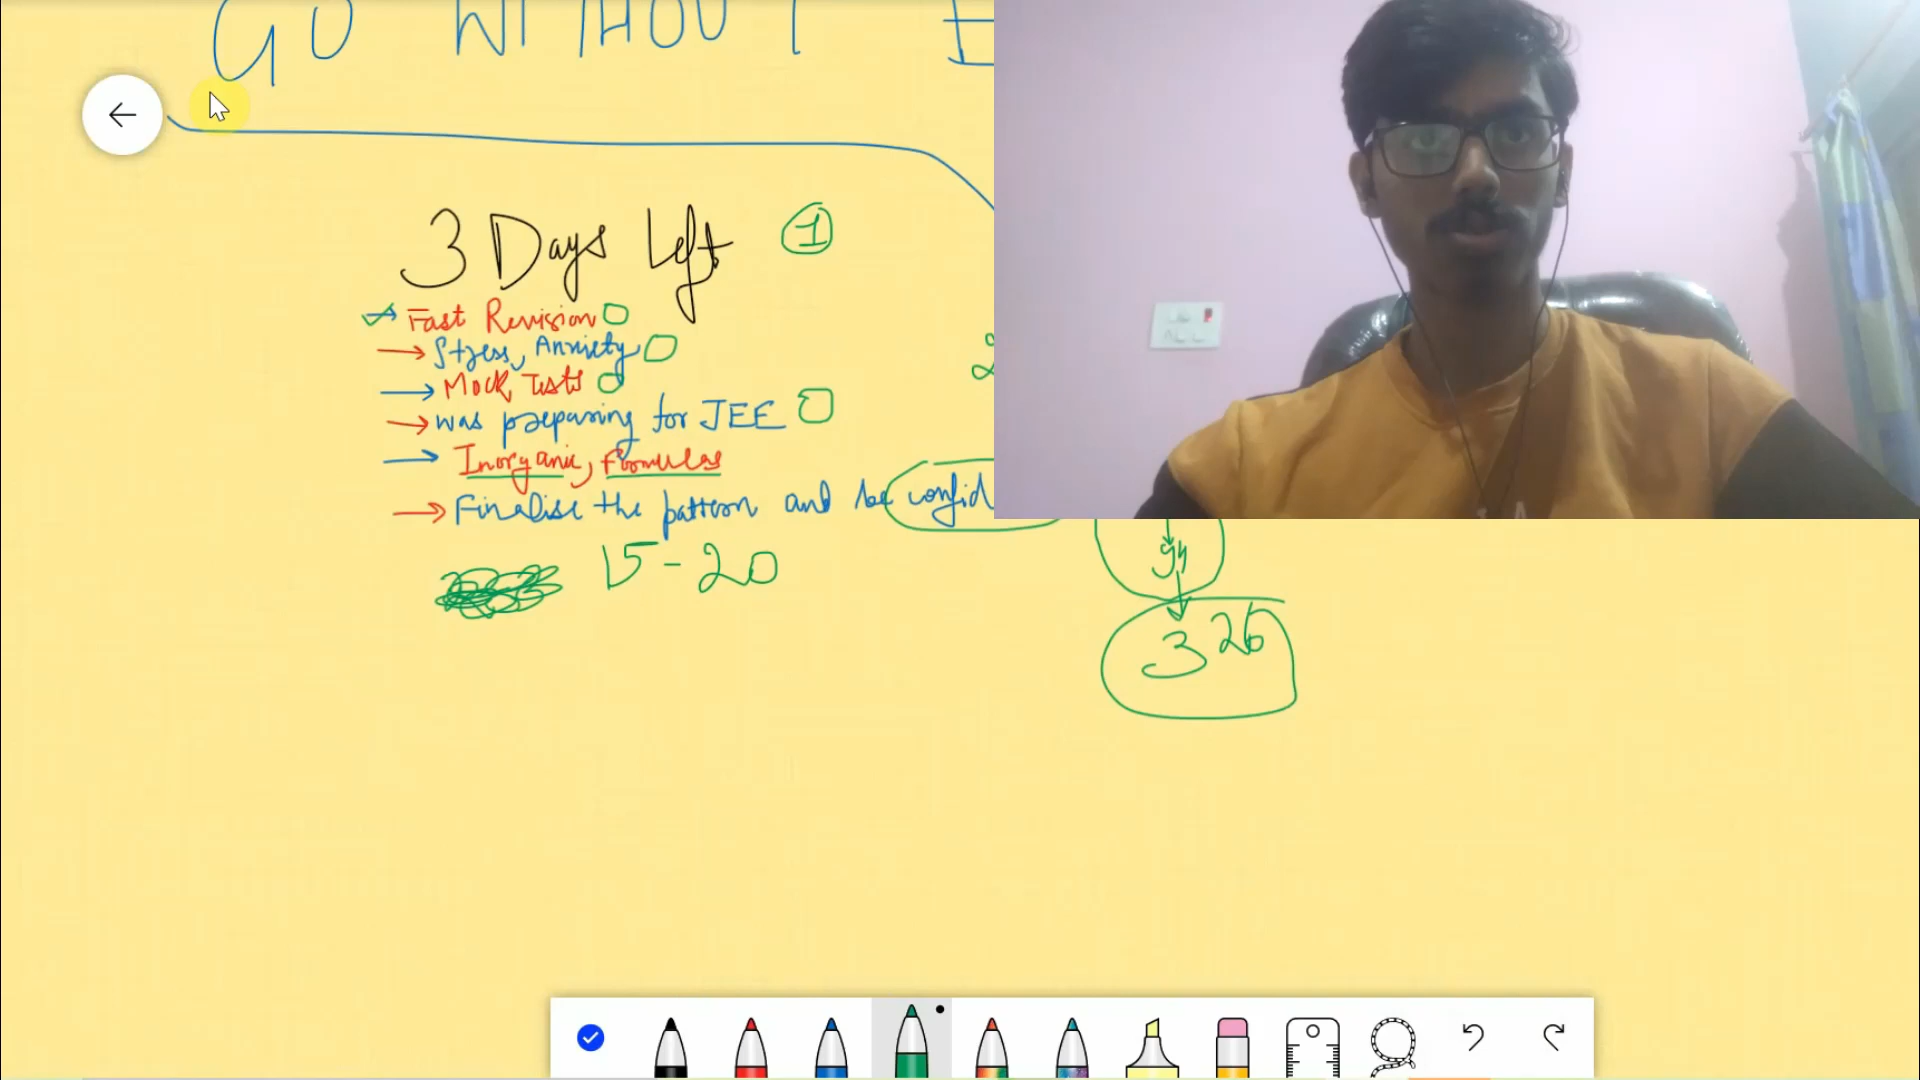 GO WITHOUT
3 Days Left 1
Fast Revision
Stress, Anxiety
Mock Tests
was preparing for JEE
Inorganic, Formulas
Finalise the pattern and be confid
15-20
94
326